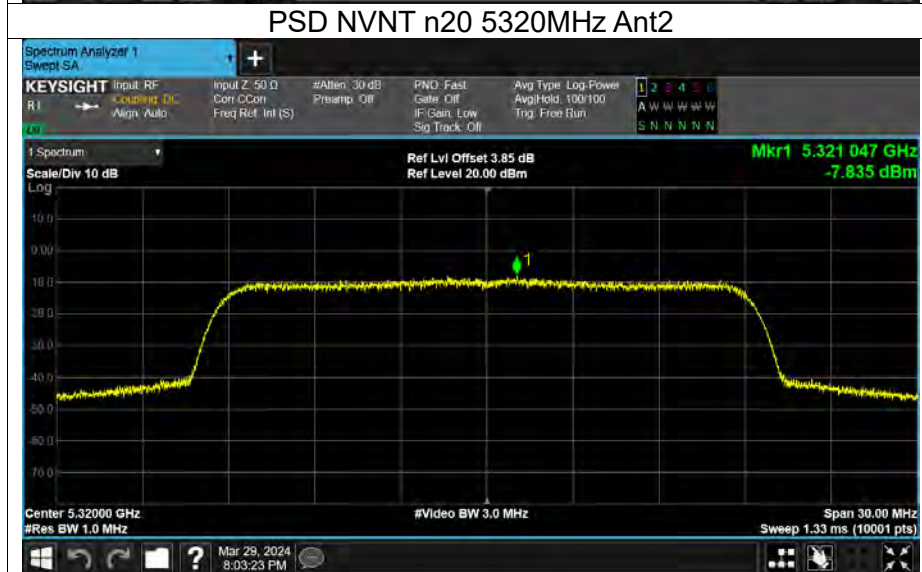 PSD NVNT n20 5320MHz Ant2
Spectrum Analyzer 1
Swept SA
+
KEYSIGHT Input: RF
Coupling: DC
Align: Auto
Input Z: 50 Ω
Corr CCorr
Freq Ref: Int (S)
#Atten: 30 dB
Preamp: Off
PNO: Fast
Gate: Off
IF Gain: Low
Sig Track: Off
Avg Type: Log-Power
Avg|Hold: 100/100
Trig: Free Run
1 2 3 4 5 6
A W W W W W
S N N N N N
1 Spectrum
Scale/Div 10 dB
Log
Ref Lvl Offset 3.85 dB
Ref Level 20.00 dBm
Mkr1 5.321 047 GHz
-7.835 dBm
10.0
0.00
-10.0
-20.0
-30.0
-40.0
-50.0
-60.0
-70.0
1
Center 5.32000 GHz
#Res BW 1.0 MHz
#Video BW 3.0 MHz
Span 30.00 MHz
Sweep 1.33 ms (10001 pts)
?
Mar 29, 2024
8:03:23 PM